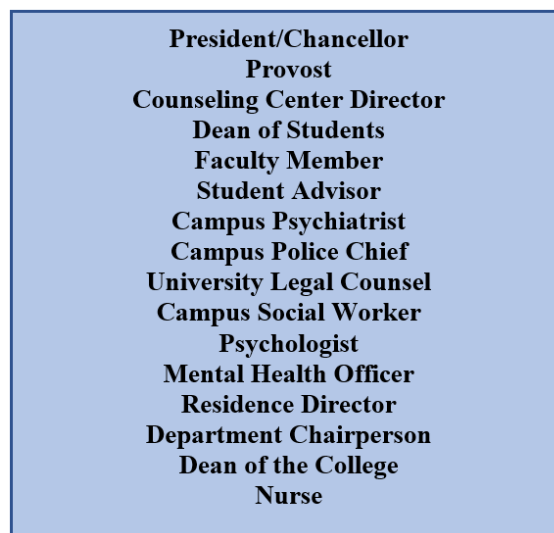 President/Chancellor
Provost
Counseling Center Director
Dean of Students
Faculty Member
Student Advisor
Campus Psychiatrist
Campus Police Chief
University Legal Counsel
Campus Social Worker
Psychologist
Mental Health Officer
Residence Director
Department Chairperson
Dean of the College
Nurse